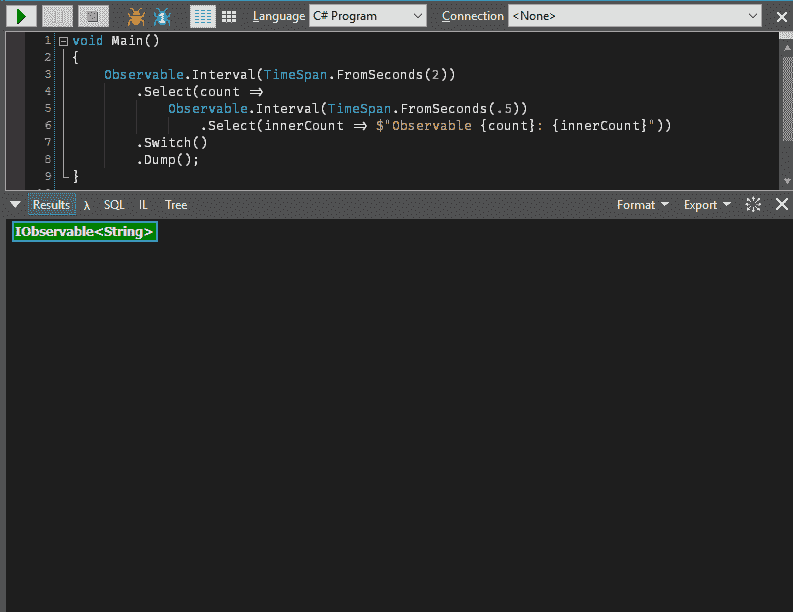 Language C# Program Connection <None>
1 void Main()
2 {
3 Observable.Interval(TimeSpan.FromSeconds(2))
4 .Select(count =>
5 Observable.Interval(TimeSpan.FromSeconds(.5))
6 .Select(innerCount => $"Observable {count}: {innerCount}"))
7 .Switch()
8 .Dump();
9 }
Results λ SQL IL Tree Format Export
IObservable<String>